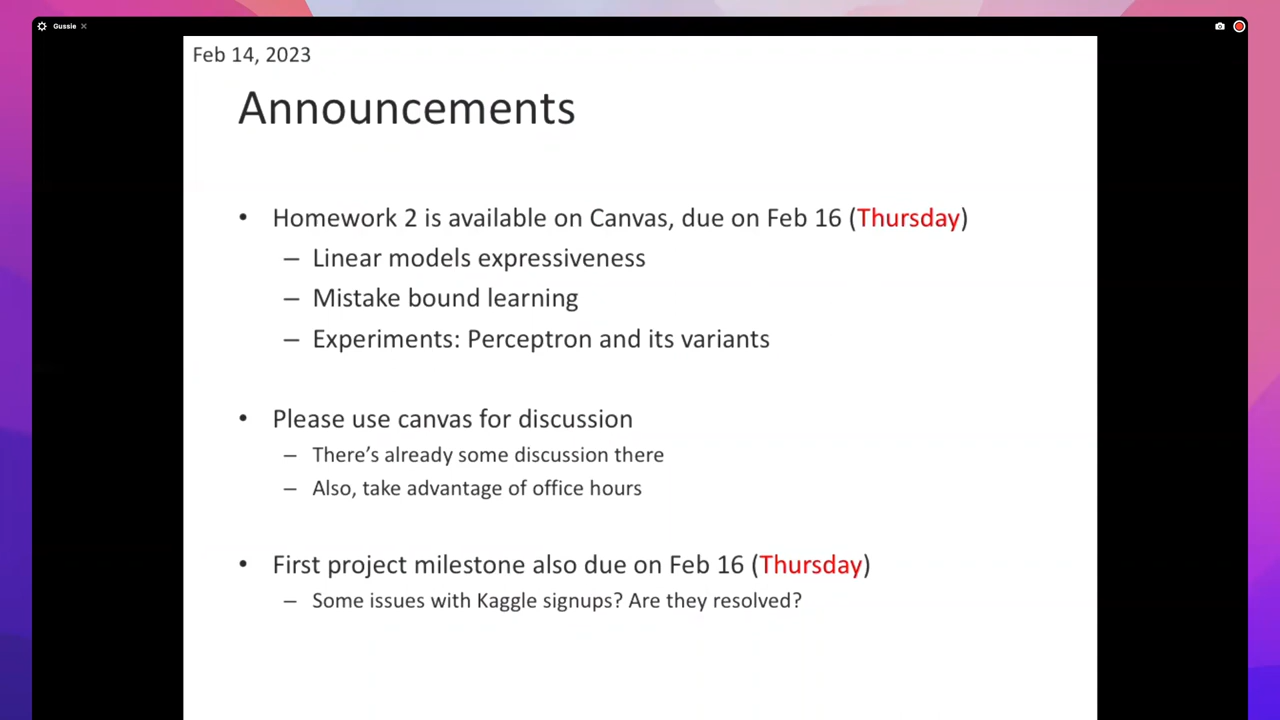 Gussie
Feb 14, 2023
Announcements
• Homework 2 is available on Canvas, due on Feb 16 (Thursday)
– Linear models expressiveness
– Mistake bound learning
– Experiments: Perceptron and its variants
• Please use canvas for discussion
– There's already some discussion there
– Also, take advantage of office hours
• First project milestone also due on Feb 16 (Thursday)
– Some issues with Kaggle signups? Are they resolved?